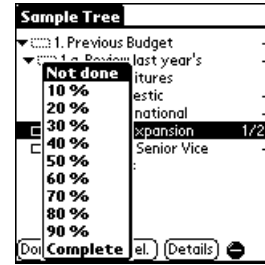 Sample Tree
1. Previous Budget
1.a. Review last year's
Not done
itures
10 %
estic
20 %
national
30 %
xpansion 1/2
40 %
Senior Vice
50 %
60 %
70 %
80 %
90 %
Complete
el.) Details